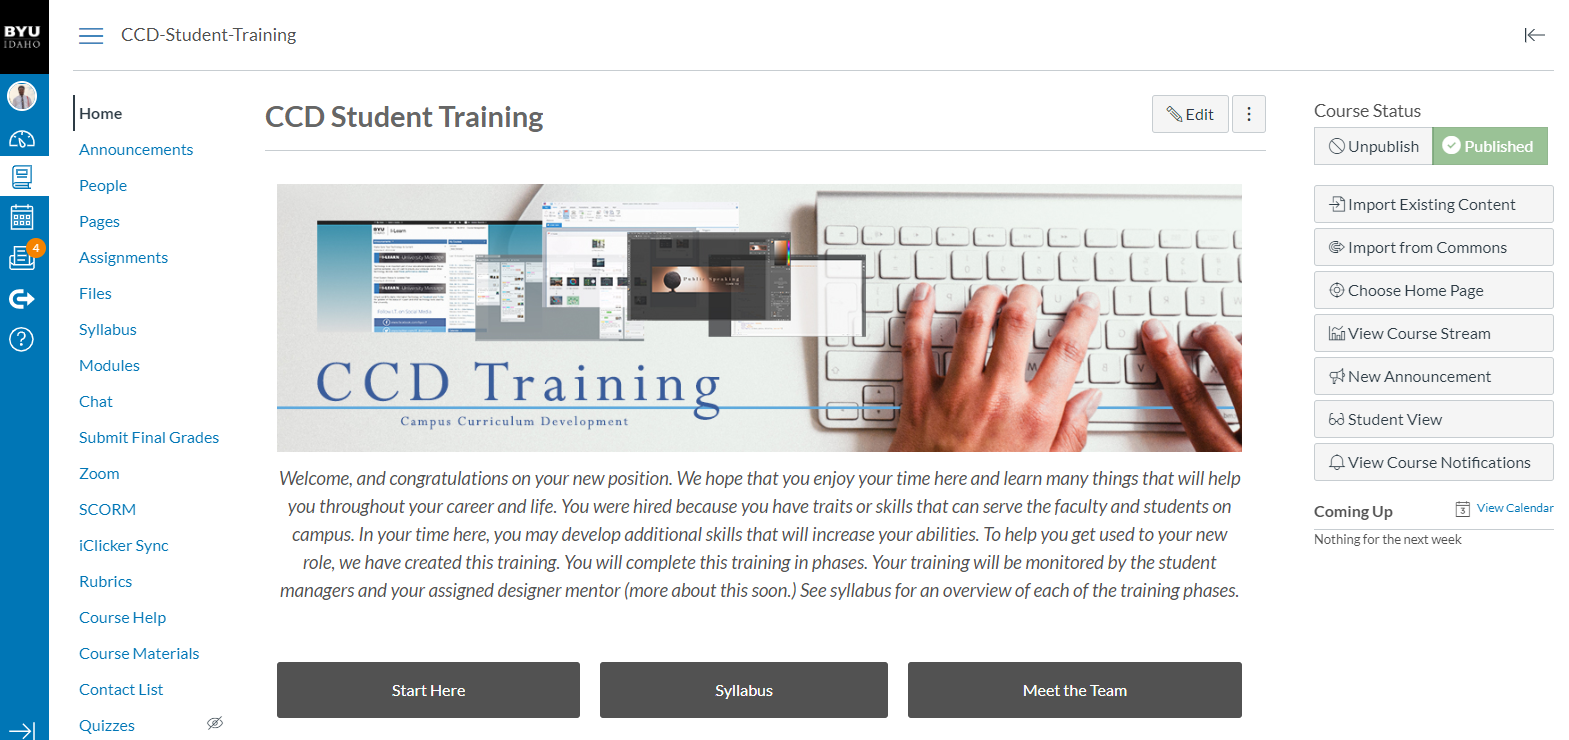 BYU
IDAHO
CCD-Student-Training
4
Home
Announcements
People
Pages
Assignments
Files
Syllabus
Modules
Chat
Submit Final Grades
Zoom
SCORM
iClicker Sync
Rubrics
Course Help
Course Materials
Contact List
Quizzes
CCD Student Training
Edit
BYU
I-Learn
University Message
University Message
Public Speaking
CCD Training
Campus Curriculum Development
Welcome, and congratulations on your new position. We hope that you enjoy your time here and learn many things that will help
you throughout your career and life. You were hired because you have traits or skills that can serve the faculty and students on
campus. In your time here, you may develop additional skills that will increase your abilities. To help you get used to your new
role, we have created this training. You will complete this training in phases. Your training will be monitored by the student
managers and your assigned designer mentor (more about this soon.) See syllabus for an overview of each of the training phases.
Start Here
Syllabus
Meet the Team
Course Status
Unpublish
Published
Import Existing Content
Import from Commons
Choose Home Page
View Course Stream
New Announcement
Student View
View Course Notifications
Coming Up
3
View Calendar
Nothing for the next week